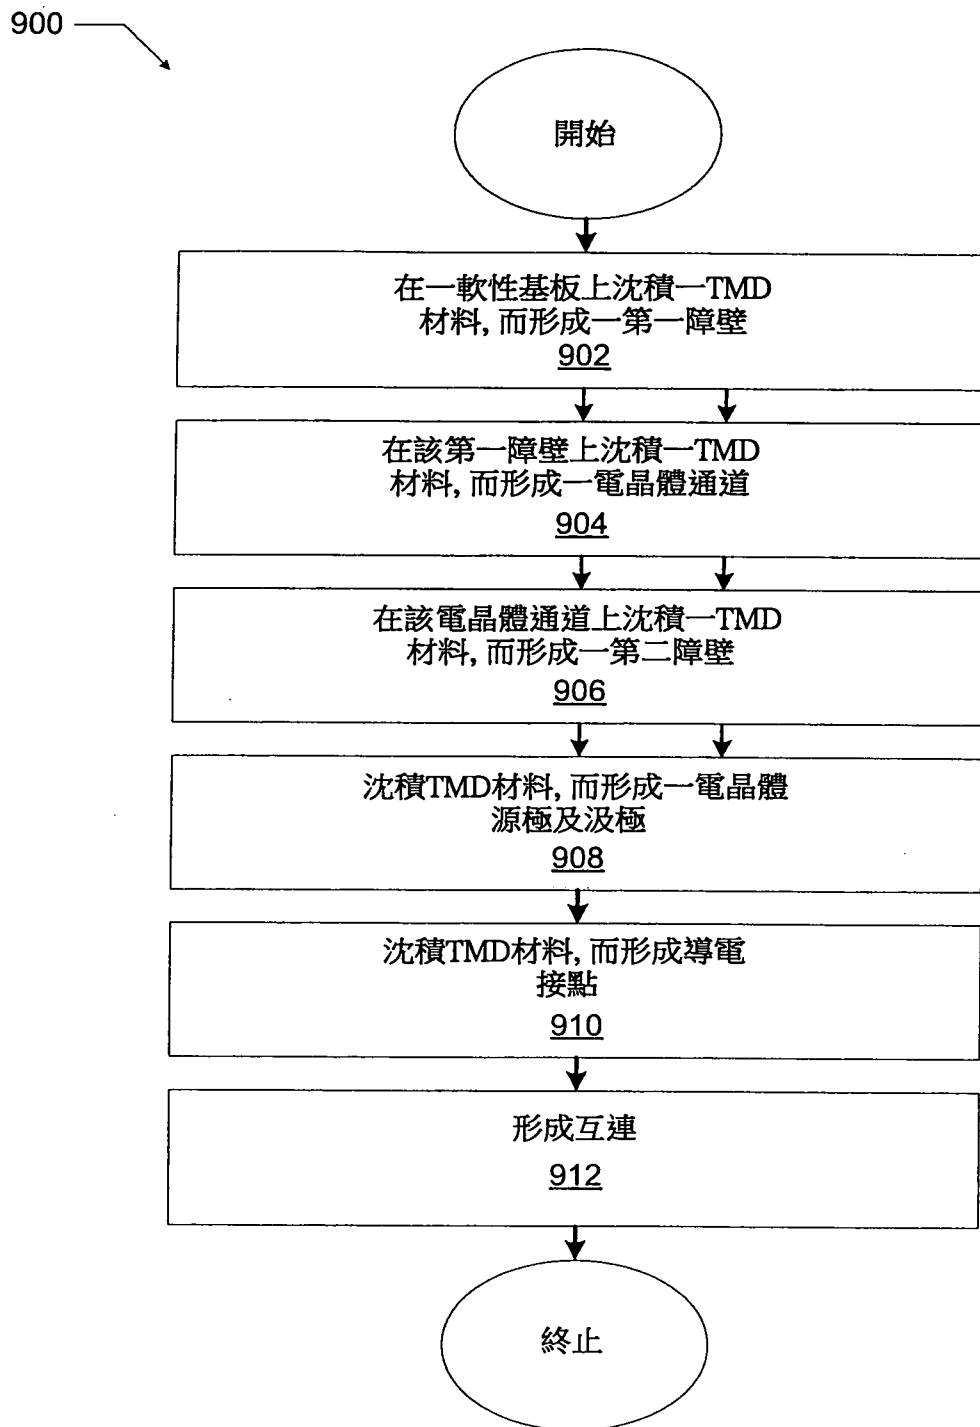 900
開始
在一軟性基板上沈積一TMD
材料, 而形成一第一障壁
902
在該第一障壁上沈積一TMD
材料, 而形成一電晶體通道
904
在該電晶體通道上沈積一TMD
材料, 而形成一第二障壁
906
沈積TMD材料, 而形成一電晶體
源極及汲極
908
沈積TMD材料, 而形成導電
接點
910
形成互連
912
終止